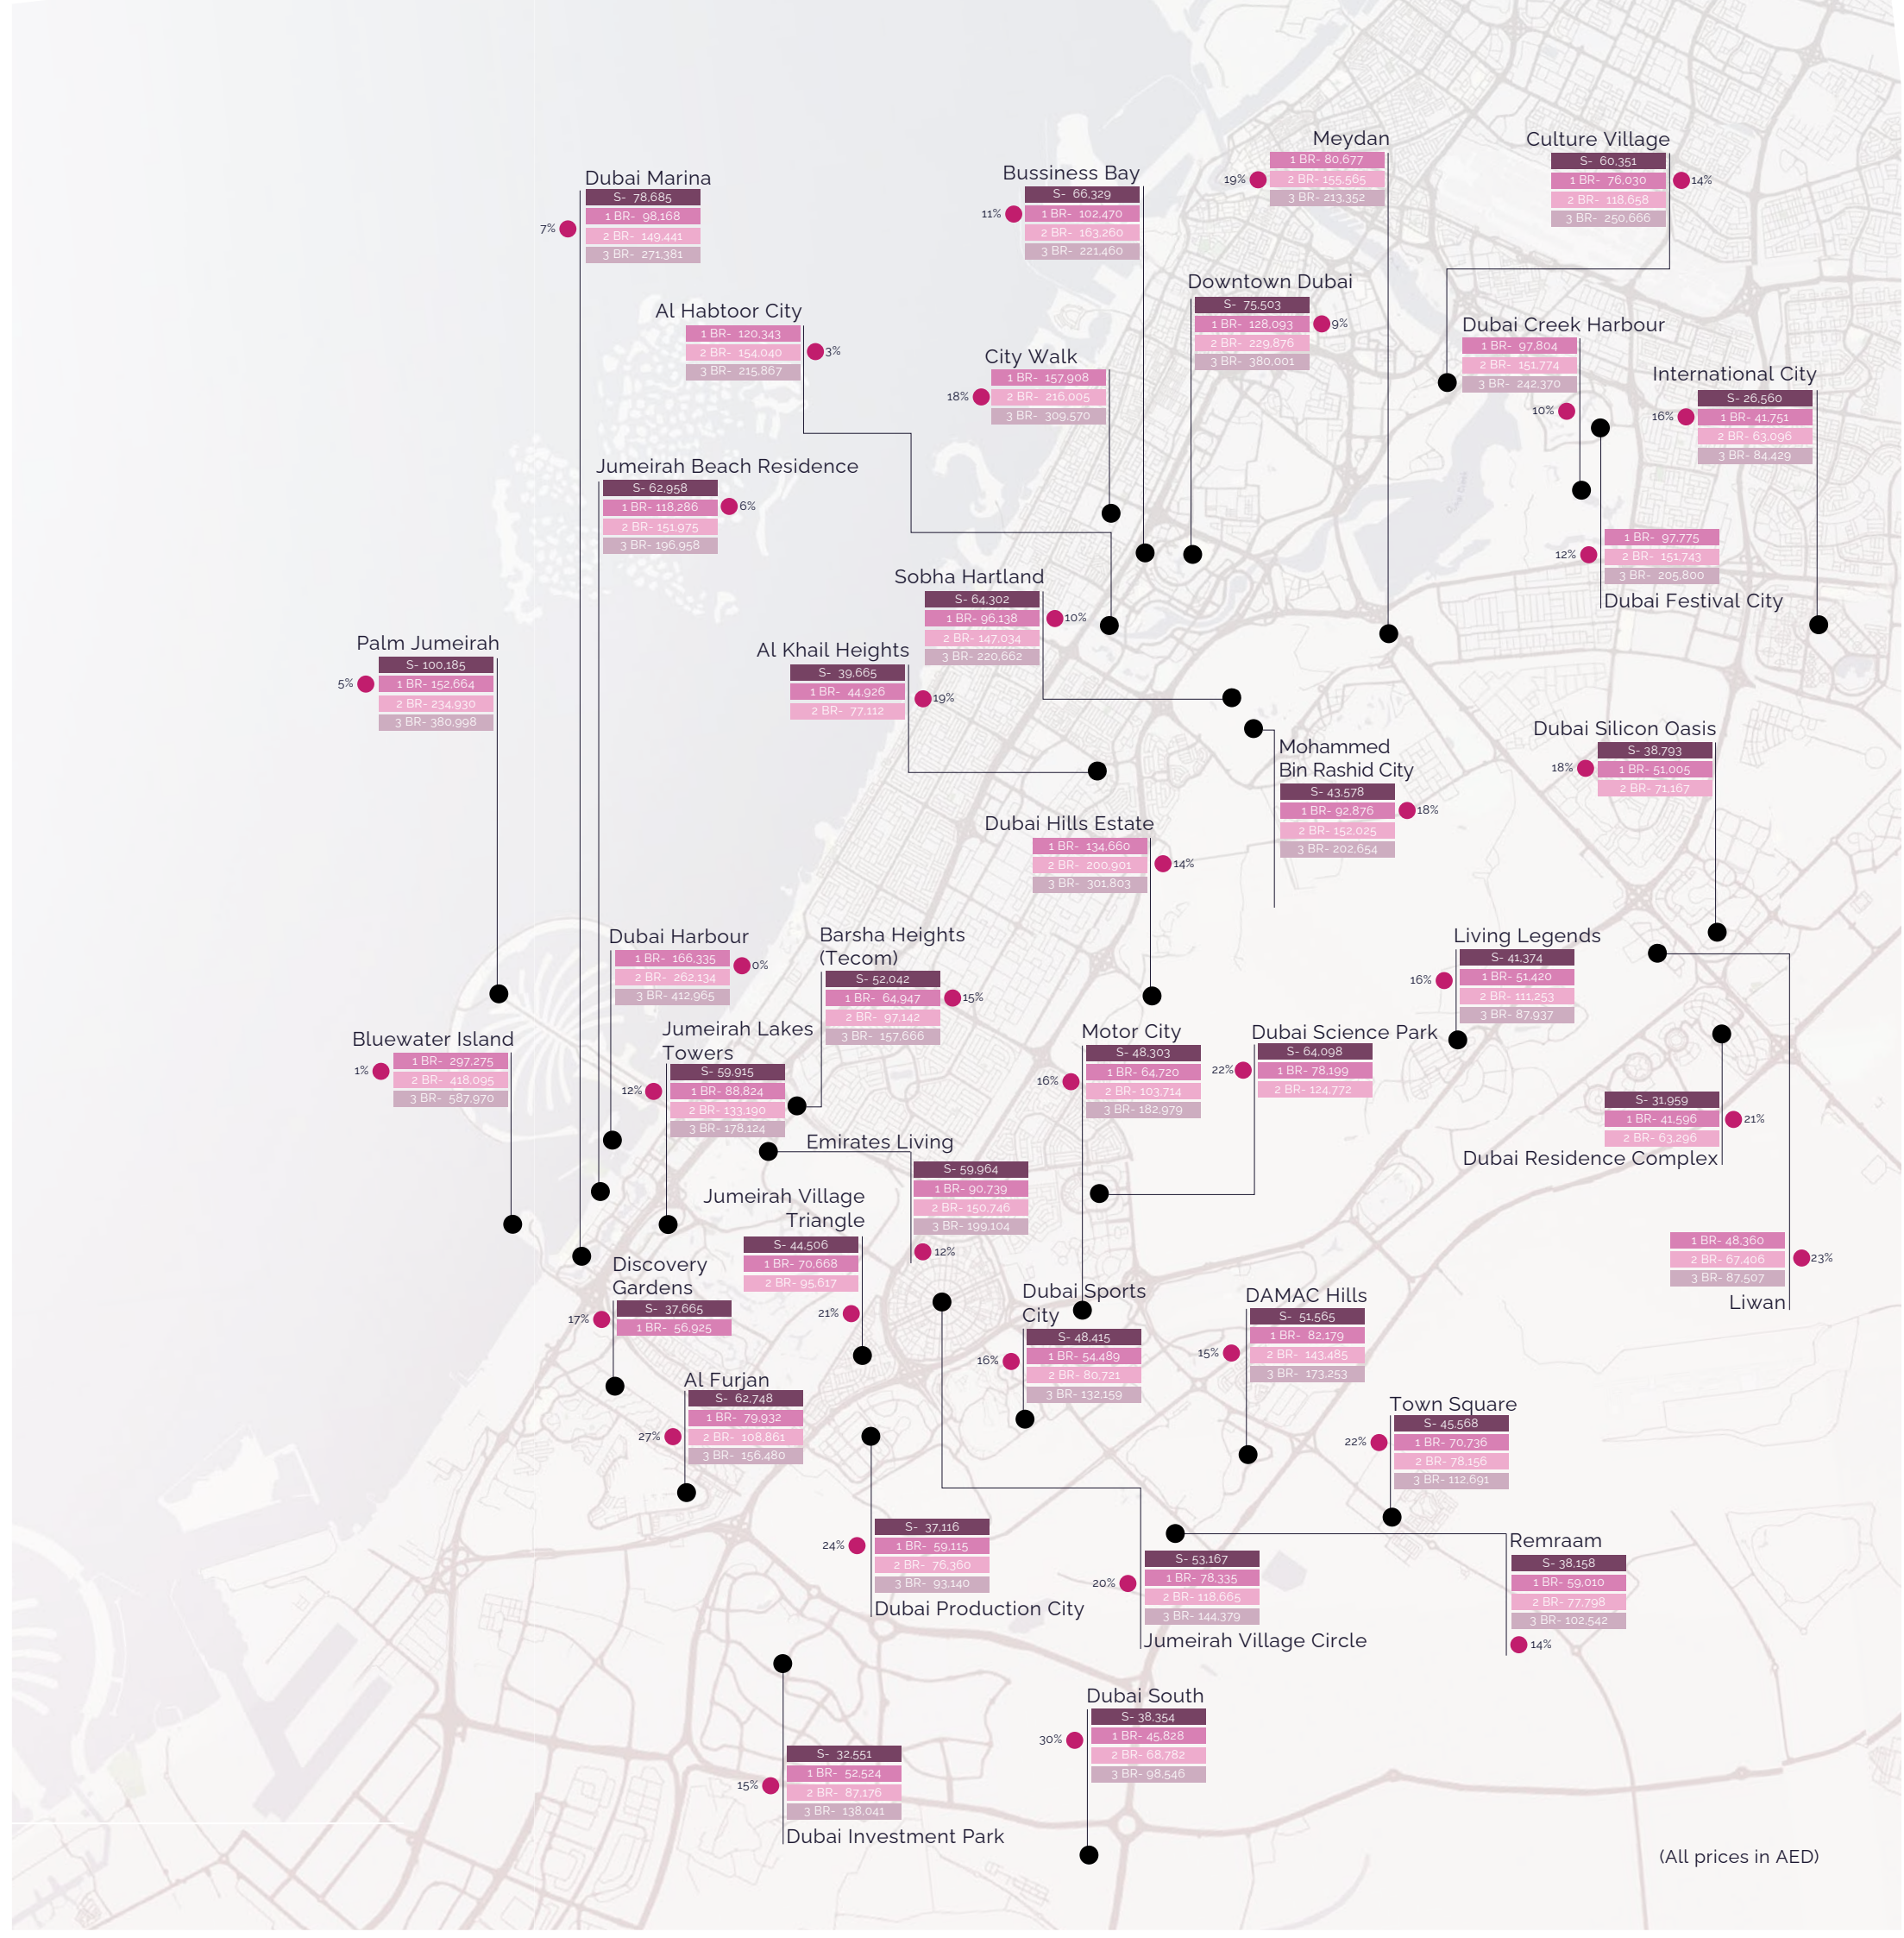 Dubai Marina
S- 78,685
1 BR- 98,168
2 BR- 149,441
3 BR- 271,381
7%
Bussiness Bay
S- 66,329
1 BR- 102,470
2 BR- 163,260
3 BR- 221,460
11%
Meydan
1 BR- 80,677
2 BR- 155,565
3 BR- 213,352
19%
Culture Village
S- 60,351
1 BR- 76,030
2 BR- 118,658
3 BR- 250,666
14%
Al Habtoor City
1 BR- 120,343
2 BR- 154,040
3 BR- 215,867
3%
City Walk
1 BR- 157,908
2 BR- 216,005
3 BR- 309,570
18%
Downtown Dubai
S- 75,503
1 BR- 128,093
2 BR- 229,876
3 BR- 380,001
9%
Dubai Creek Harbour
1 BR- 97,804
2 BR- 151,774
3 BR- 242,370
10%
International City
S- 26,560
1 BR- 41,751
2 BR- 63,096
3 BR- 84,429
16%
Jumeirah Beach Residence
S- 62,958
1 BR- 118,286
2 BR- 151,975
3 BR- 196,958
6%
1 BR- 97,775
2 BR- 151,743
3 BR- 205,800
12%
Dubai Festival City
Sobha Hartland
S- 64,302
1 BR- 96,138
2 BR- 147,034
3 BR- 220,662
10%
Palm Jumeirah
S- 100,185
1 BR- 152,664
2 BR- 234,930
3 BR- 380,998
5%
Al Khail Heights
S- 39,665
1 BR- 44,926
2 BR- 77,112
19%
Mohammed
Bin Rashid City
S- 43,578
1 BR- 92,876
2 BR- 152,025
3 BR- 202,654
18%
Dubai Silicon Oasis
S- 38,793
1 BR- 51,005
2 BR- 71,167
18%
Dubai Hills Estate
1 BR- 134,660
2 BR- 200,901
3 BR- 301,803
14%
Dubai Harbour
1 BR- 166,335
2 BR- 262,134
3 BR- 412,965
0%
Barsha Heights
(Tecom)
S- 52,042
1 BR- 64,947
2 BR- 97,142
3 BR- 157,666
15%
Living Legends
S- 41,374
1 BR- 51,420
2 BR- 111,253
3 BR- 87,937
16%
Bluewater Island
1 BR- 297,275
2 BR- 418,095
3 BR- 587,970
1%
Jumeirah Lakes
Towers
S- 59,915
1 BR- 88,824
2 BR- 133,190
3 BR- 178,124
12%
Motor City
S- 48,303
1 BR- 64,720
2 BR- 103,714
3 BR- 182,979
16%
Dubai Science Park
S- 64,098
1 BR- 78,199
2 BR- 124,772
22%
S- 31,959
1 BR- 41,596
2 BR- 63,296
21%
Dubai Residence Complex
Emirates Living
S- 59,964
1 BR- 90,739
2 BR- 150,746
3 BR- 199,104
12%
Jumeirah Village
Triangle
S- 44,506
1 BR- 70,668
2 BR- 95,617
21%
1 BR- 48,360
2 BR- 67,406
3 BR- 87,507
23%
Liwan
Discovery
Gardens
S- 37,665
1 BR- 56,925
17%
Dubai Sports
City
S- 48,415
1 BR- 54,489
2 BR- 80,721
3 BR- 132,159
16%
DAMAC Hills
S- 51,565
1 BR- 82,179
2 BR- 143,485
3 BR- 173,253
15%
Al Furjan
S- 62,748
1 BR- 79,932
2 BR- 108,861
3 BR- 156,480
27%
Town Square
S- 45,568
1 BR- 70,736
2 BR- 78,156
3 BR- 112,691
22%
S- 37,116
1 BR- 59,115
2 BR- 76,360
3 BR- 93,140
24%
Dubai Production City
S- 53,167
1 BR- 78,335
2 BR- 118,665
3 BR- 144,379
20%
Jumeirah Village Circle
Remraam
S- 38,158
1 BR- 59,010
2 BR- 77,798
3 BR- 102,542
14%
Dubai South
S- 38,354
1 BR- 45,828
2 BR- 68,782
3 BR- 98,546
30%
S- 32,551
1 BR- 52,524
2 BR- 87,176
3 BR- 138,041
15%
Dubai Investment Park
(All prices in AED)